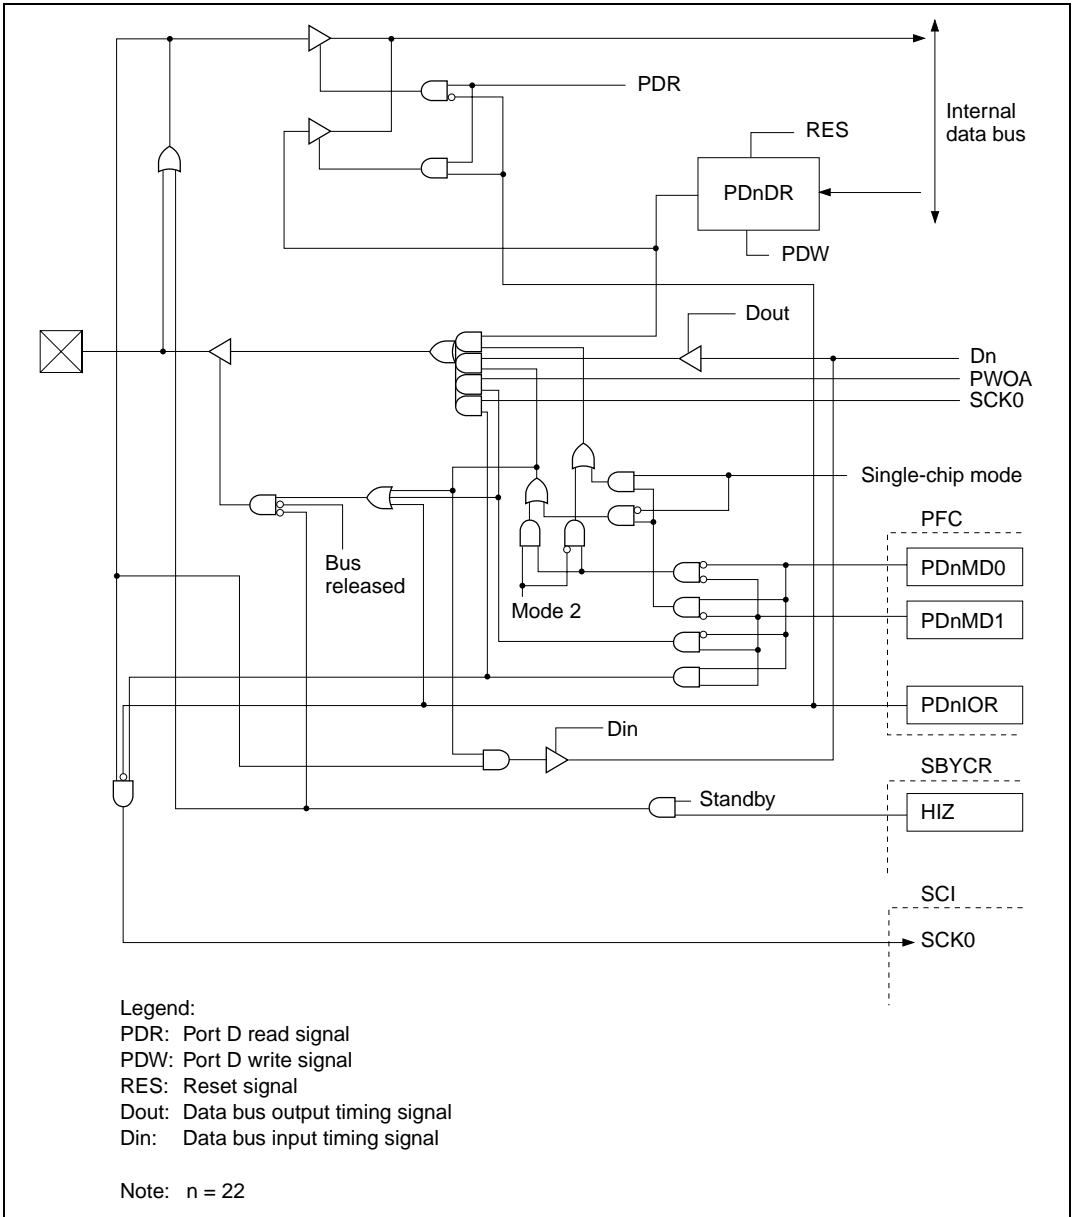 PDR
RES
Internal
data bus
PDnDR
PDW
Dout
Dn
PWOA
SCK0
Single-chip mode
PFC
Bus
released
PDnMD0
Mode 2
PDnMD1
PDnIOR
Din
SBYCR
Standby
HIZ
SCI
SCK0
Legend:
PDR: Port D read signal
PDW: Port D write signal
RES: Reset signal
Dout: Data bus output timing signal
Din: Data bus input timing signal
Note: n = 22